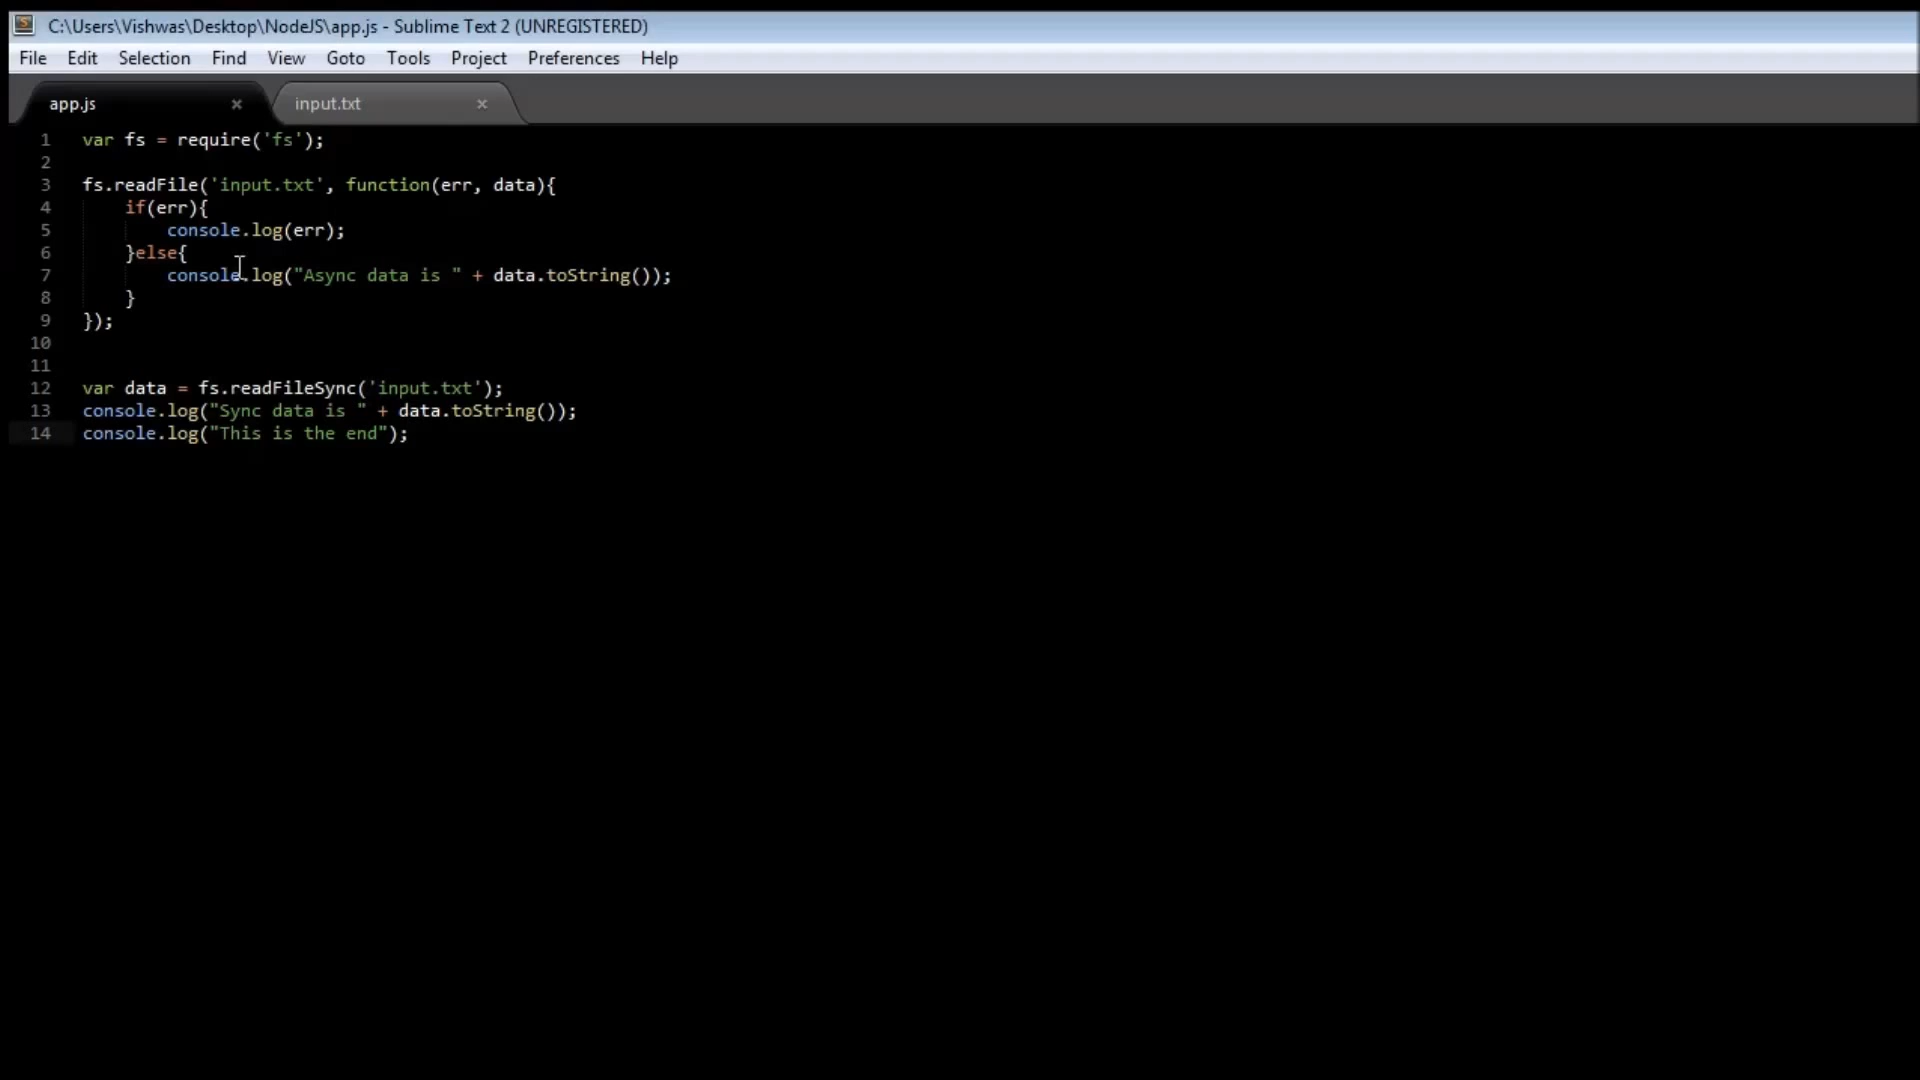 C:\Users\Vishwas\Desktop\NodeJS\app.js - Sublime Text 2 (UNREGISTERED)
File Edit Selection Find View Goto Tools Project Preferences Help
app.js × input.txt ×
1 var fs = require('fs');
2
3 fs.readFile('input.txt', function(err, data){
4     if(err){
5         console.log(err);
6     }else{
7         console.log("Async data is " + data.toString());
8     }
9 });
10
11
12 var data = fs.readFileSync('input.txt');
13 console.log("Sync data is " + data.toString());
14 console.log("This is the end");